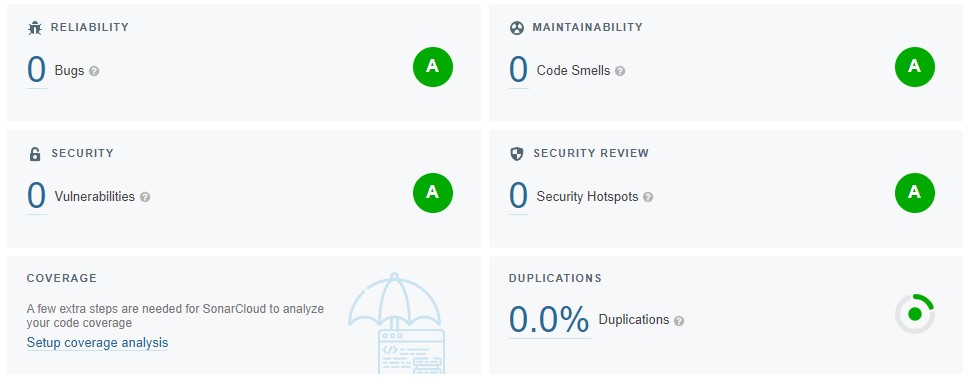 RELIABILITY
0 Bugs ?
A
MAINTAINABILITY
0 Code Smells ?
A
SECURITY
0 Vulnerabilities ?
A
SECURITY REVIEW
0 Security Hotspots ?
A
COVERAGE
A few extra steps are needed for SonarCloud to analyze
your code coverage
Setup coverage analysis
</>
DUPLICATIONS
0.0% Duplications ?